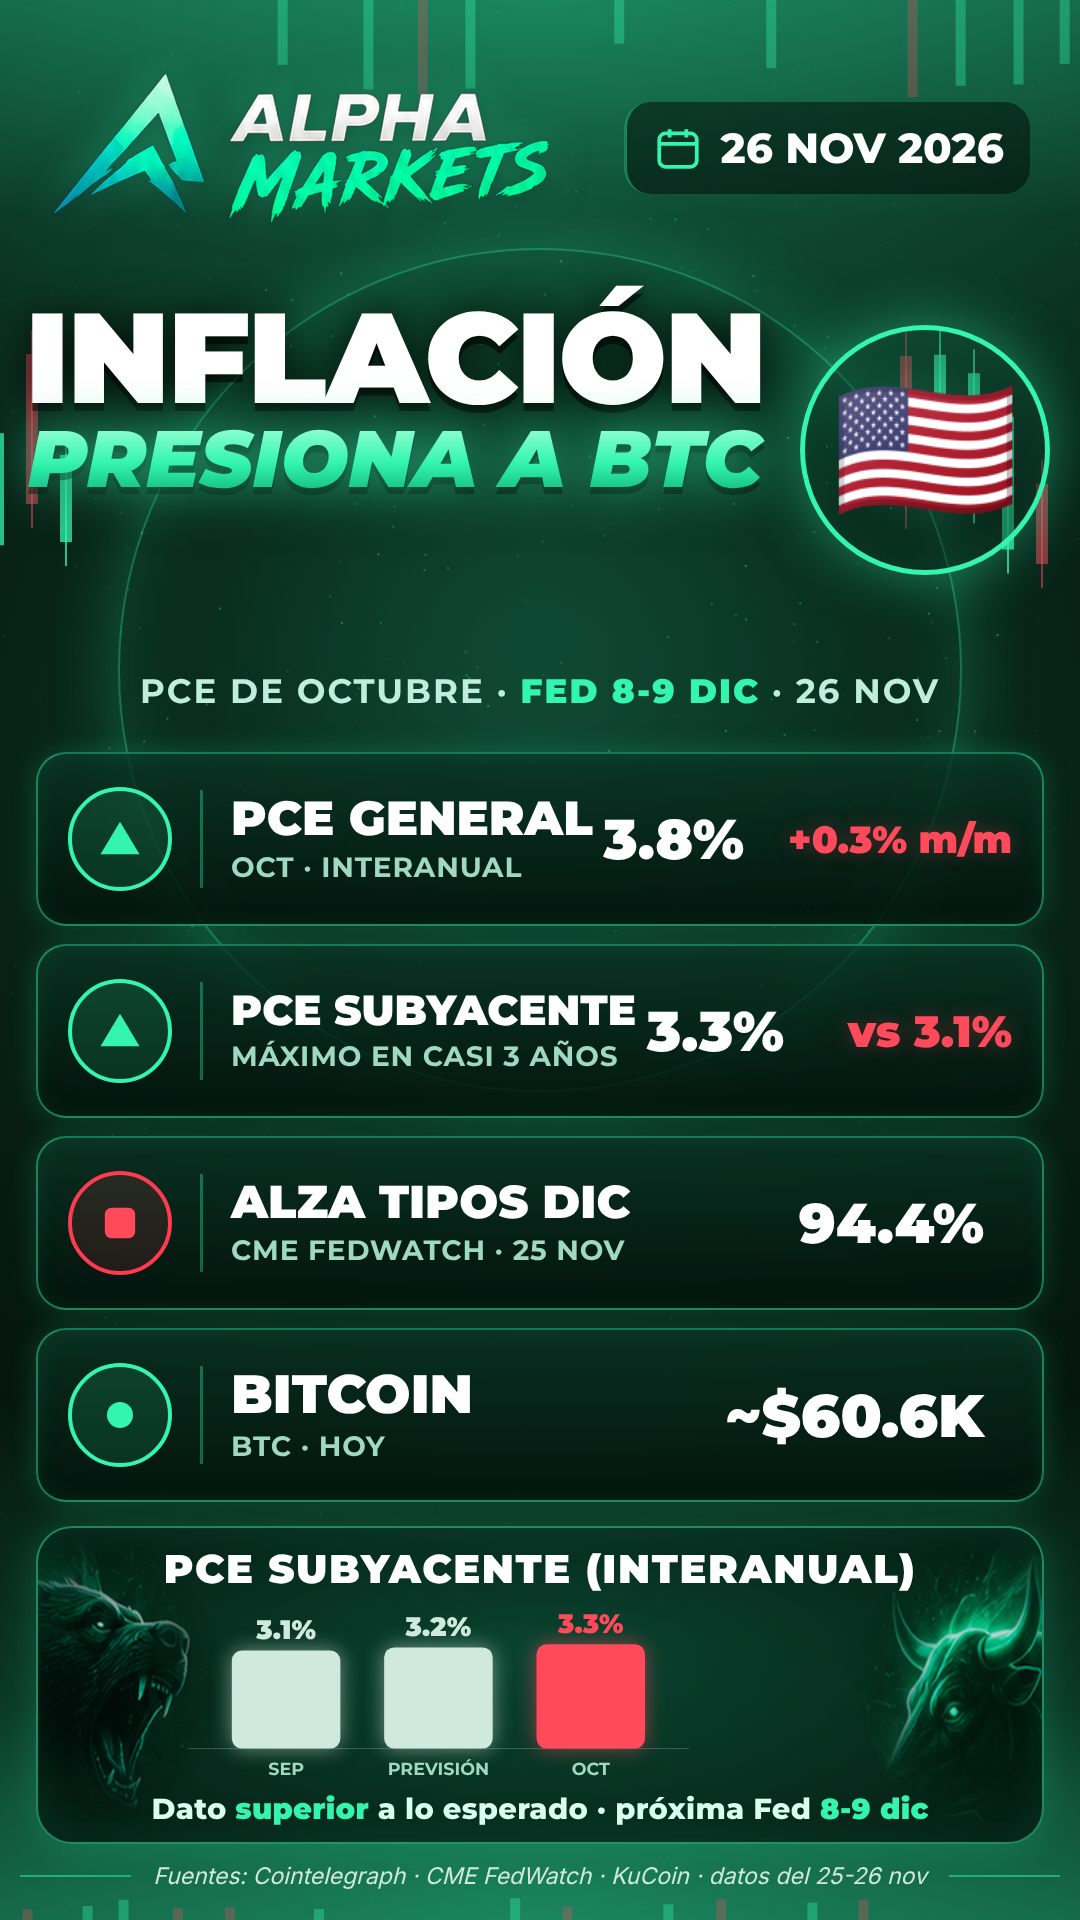 ALPHA
MARKETS
26 NOV 2026
INFLACIÓN
PRESIONA A BTC
PCE DE OCTUBRE · FED 8-9 DIC · 26 NOV
PCE GENERAL
OCT · INTERANUAL
3.8%
+0.3% m/m
PCE SUBYACENTE
MÁXIMO EN CASI 3 AÑOS
3.3%
vs 3.1%
ALZA TIPOS DIC
CME FEDWATCH · 25 NOV
94.4%
BITCOIN
BTC · HOY
~$60.6K
PCE SUBYACENTE (INTERANUAL)
3.1% 3.2% 3.3%
SEP PREVISIÓN OCT
Dato superior a lo esperado · próxima Fed 8-9 dic
Fuentes: Cointelegraph · CME FedWatch · KuCoin · datos del 25-26 nov